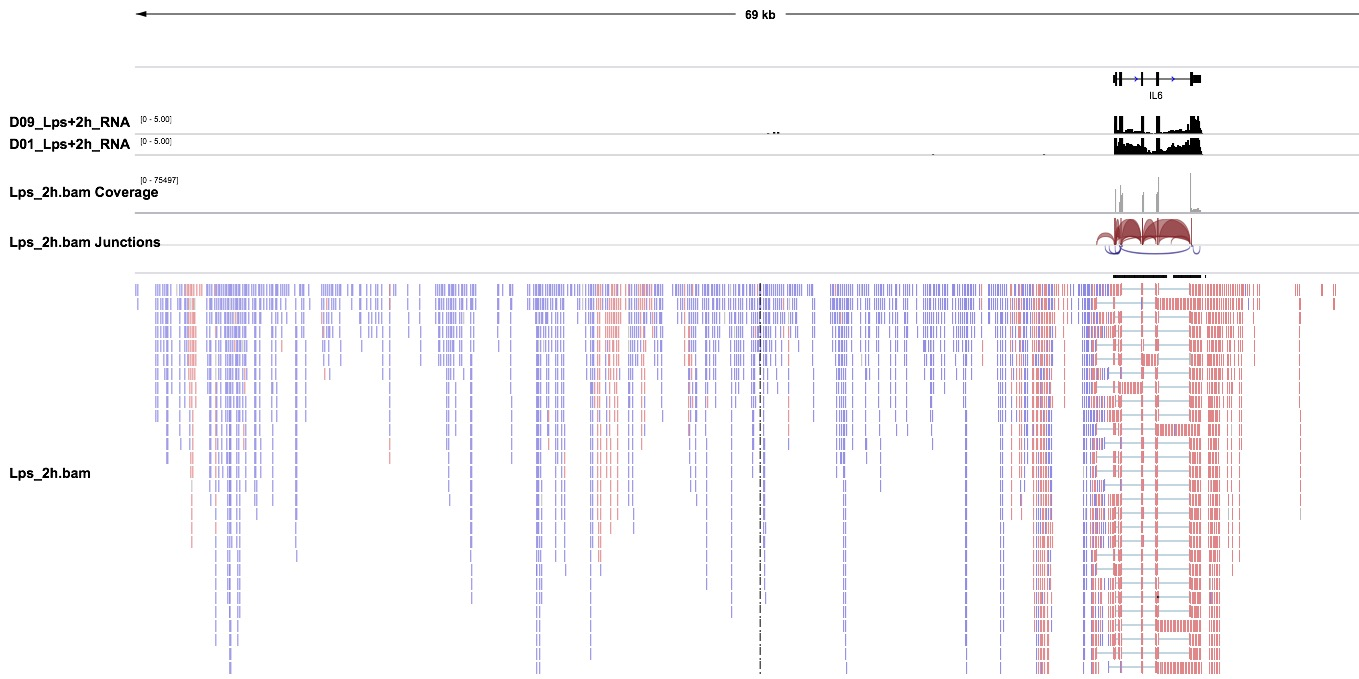 69 kb
IL6
D09_Lps+2h_RNA [0 - 5.00]
D01_Lps+2h_RNA [0 - 5.00]
[0 - 75497]
Lps_2h.bam Coverage
Lps_2h.bam Junctions
Lps_2h.bam